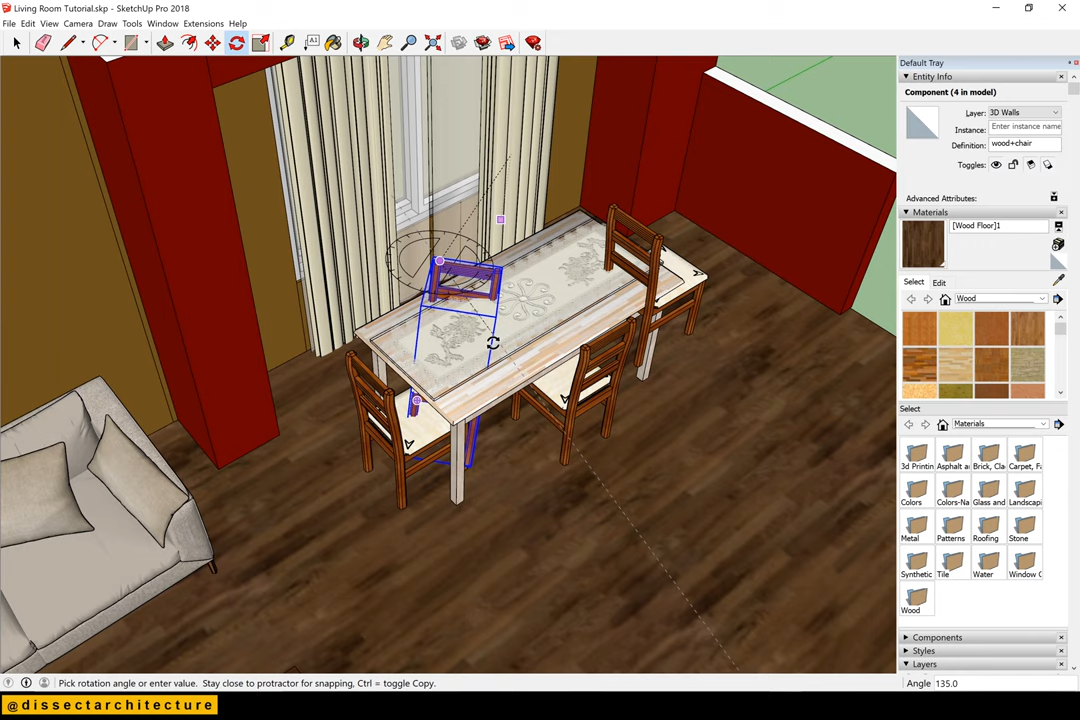 Living Room Tutorial.skp - SketchUp Pro 2018
File Edit View Camera Draw Tools Window Extensions Help
Default Tray
Entity Info
Component (4 in model)
Layer: 3D Walls
Instance: Enter instance name
Definition: wood+chair
Toggles:
Advanced Attributes:
Materials
[Wood Floor]1
Select Edit
Wood
Select
Materials
3d Printin Asphalt a Brick, Cla Carpet, Fa
Colors Colors-Na Glass and Landscap
Metal Patterns Roofing Stone
Synthetic Tile Water Window C
Wood
Components
Styles
Layers
Pick rotation angle or enter value. Stay close to protractor for snapping, Ctrl = toggle Copy.
Angle 135.0
@dissectarchitecture